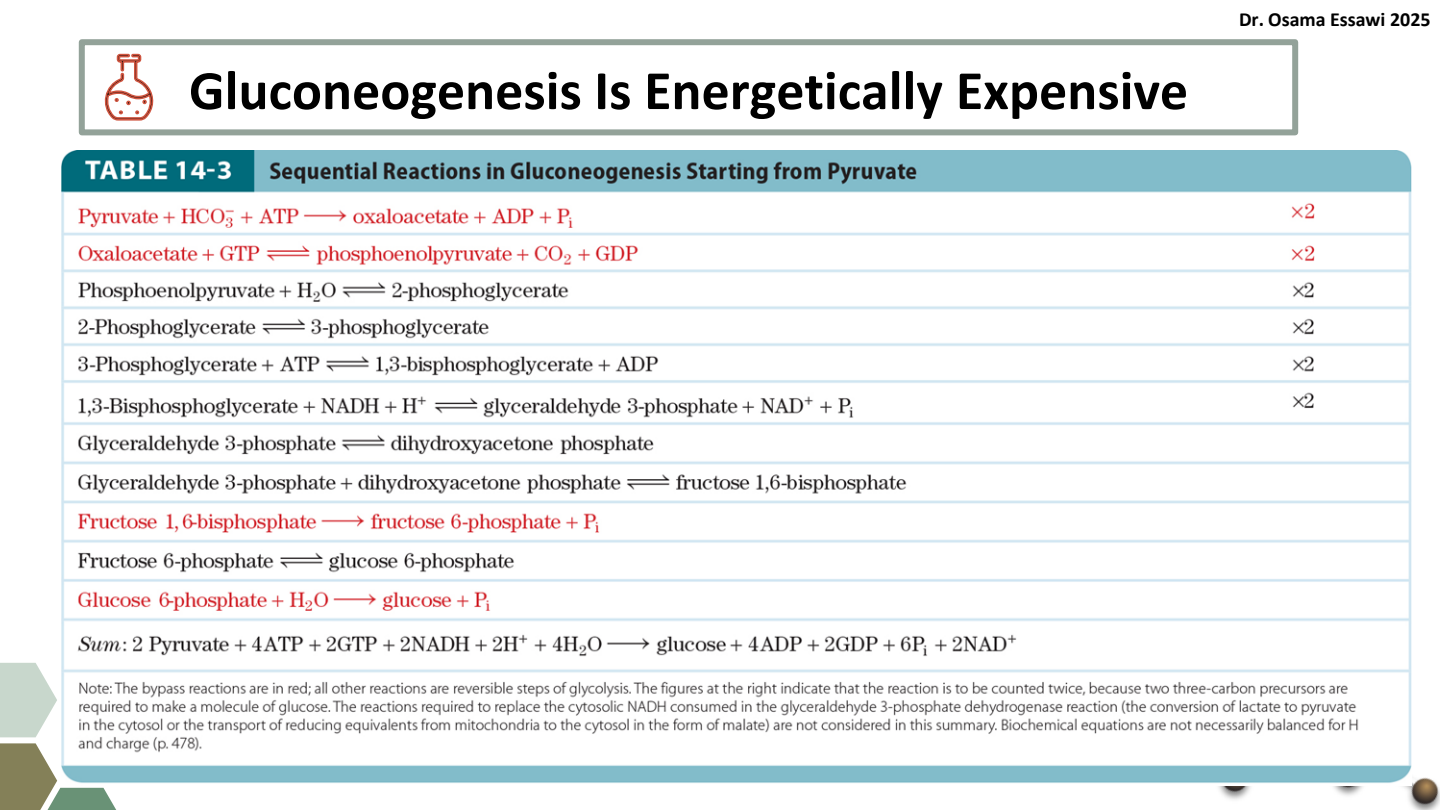 Dr. Osama Essawi 2025
Gluconeogenesis Is Energetically Expensive
TABLE 14-3 Sequential Reactions in Gluconeogenesis Starting from Pyruvate
Pyruvate + HCO₃⁻ + ATP ⟶ oxaloacetate + ADP + Pᵢ ×2
Oxaloacetate + GTP ⇌ phosphoenolpyruvate + CO₂ + GDP ×2
Phosphoenolpyruvate + H₂O ⇌ 2-phosphoglycerate ×2
2-Phosphoglycerate ⇌ 3-phosphoglycerate ×2
3-Phosphoglycerate + ATP ⇌ 1,3-bisphosphoglycerate + ADP ×2
1,3-Bisphosphoglycerate + NADH + H⁺ ⇌ glyceraldehyde 3-phosphate + NAD⁺ + Pᵢ ×2
Glyceraldehyde 3-phosphate ⇌ dihydroxyacetone phosphate
Glyceraldehyde 3-phosphate + dihydroxyacetone phosphate ⇌ fructose 1,6-bisphosphate
Fructose 1,6-bisphosphate ⟶ fructose 6-phosphate + Pᵢ
Fructose 6-phosphate ⇌ glucose 6-phosphate
Glucose 6-phosphate + H₂O ⟶ glucose + Pᵢ
Sum: 2 Pyruvate + 4ATP + 2GTP + 2NADH + 2H⁺ + 4H₂O ⟶ glucose + 4ADP + 2GDP + 6Pᵢ + 2NAD⁺
Note: The bypass reactions are in red; all other reactions are reversible steps of glycolysis. The figures at the right indicate that the reaction is to be counted twice, because two three-carbon precursors are
required to make a molecule of glucose. The reactions required to replace the cytosolic NADH consumed in the glyceraldehyde 3-phosphate dehydrogenase reaction (the conversion of lactate to pyruvate
in the cytosol or the transport of reducing equivalents from mitochondria to the cytosol in the form of malate) are not considered in this summary. Biochemical equations are not necessarily balanced for H
and charge (p. 478).